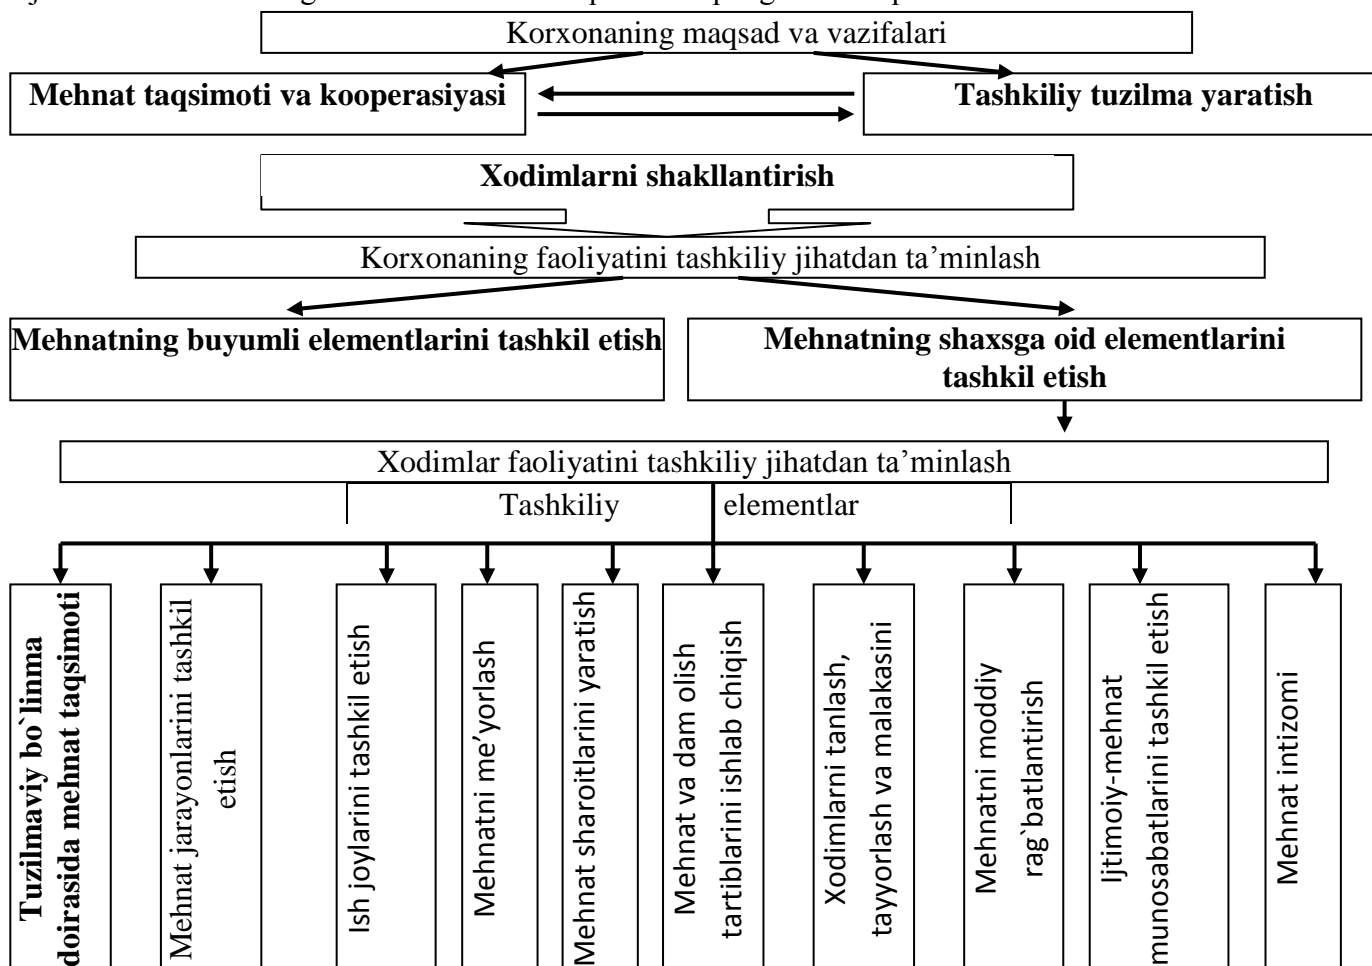 Korxonaning maqsad va vazifalari
Mehnat taqsimoti va kooperasiyasi
Tashkiliy tuzilma yaratish
Xodimlarni shakllantirish
Korxonaning faoliyatini tashkiliy jihatdan ta’minlash
Mehnatning buyumli elementlarini tashkil etish
Mehnatning shaxsga oid elementlarini
tashkil etish
Xodimlar faoliyatini tashkiliy jihatdan ta’minlash
Tashkiliy elementlar
Tuzilmaviy bo`linma
doirasida mehnat taqsimoti
Mehnat jarayonlarini tashkil
etish
Ish joylarini tashkil etish
Mehnatni me’yorlash
Mehnat sharoitlarini yaratish
Mehnat va dam olish
tartiblarini ishlab chiqish
Xodimlarni tanlash,
tayyorlash va malakasini
Mehnatni moddiy
rag`batlantirish
Ijtimoiy-mehnat
munosabatlarini tashkil etish
Mehnat intizomi